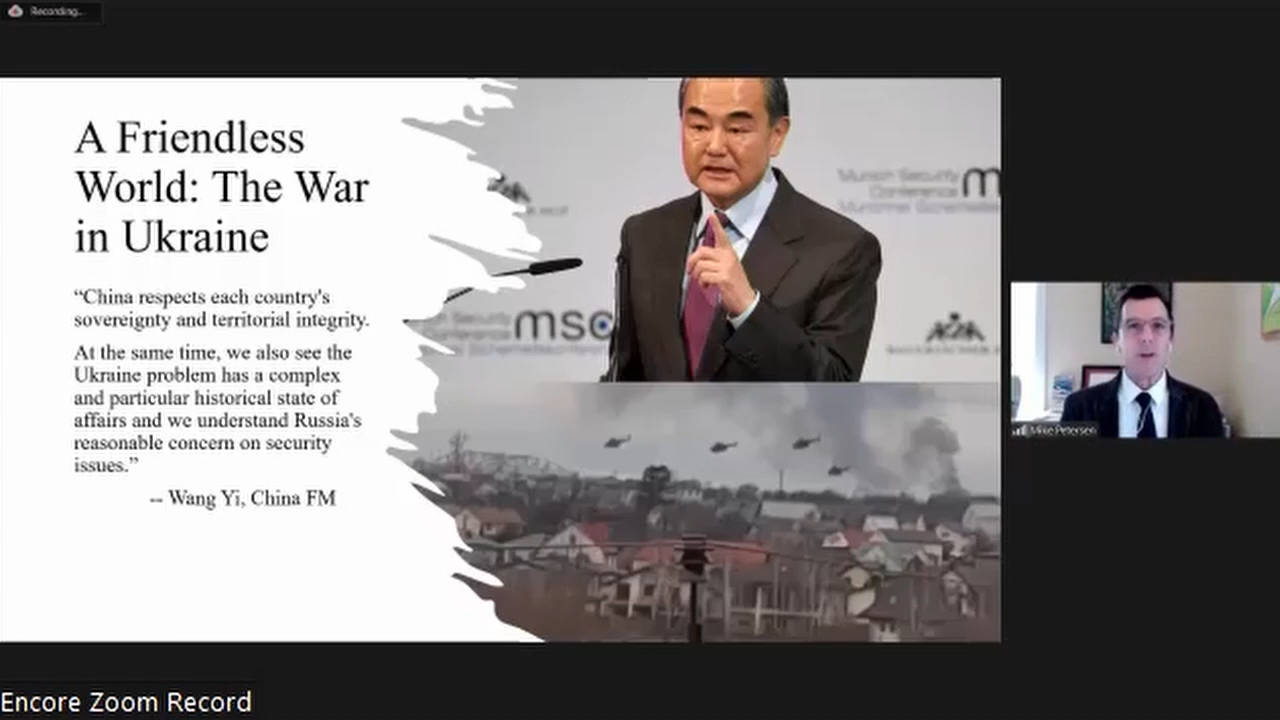 Recording...
A Friendless
World: The War
in Ukraine
“China respects each country's
sovereignty and territorial integrity.
At the same time, we also see the
Ukraine problem has a complex
and particular historical state of
affairs and we understand Russia's
reasonable concern on security
issues.”
-- Wang Yi, China FM
Munich Security
Conference
msc
Mike Petersen
Encore Zoom Record